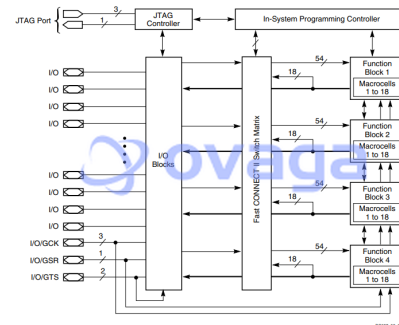 JTAG Port
3
1
JTAG
Controller
In-System Programming Controller
I/O
I/O
I/O
I/O
I/O
I/O
I/O
I/O
I/O/GCK
3
I/O/GSR
1
I/O/GTS
2
I/O
Blocks
Fast CONNECT II Switch Matrix
54
18
Function
Block 1
Macrocells
1 to 18
54
18
Function
Block 2
Macrocells
1 to 18
54
18
Function
Block 3
Macrocells
1 to 18
54
18
Function
Block 4
Macrocells
1 to 18
ovaga